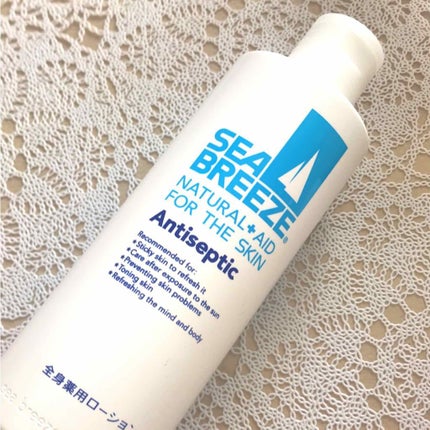 SEA
BREEZE®
NATURAL+AID
FOR THE SKIN
Antiseptic
Recommended for:
•Sticky skin to refresh it
•Care after exposure to the sun
•Preventing skin problems
•Toning skin
•Refreshing the mind and body
全身薬用ローション